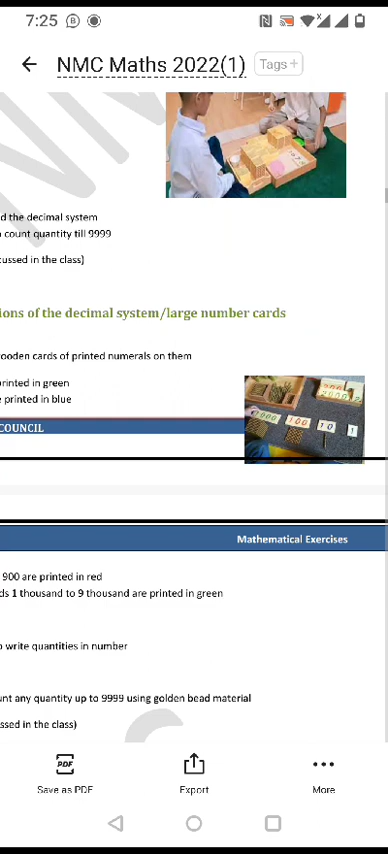 7:25
NMC Maths 2022(1)
Tags+
d the decimal system
count quantity till 9999
cussed in the class)
ions of the decimal system/large number cards
ooden cards of printed numerals on them
rinted in green
e printed in blue
1000 100 10 1
COUNCIL
Mathematical Exercises
900 are printed in red
ds 1 thousand to 9 thousand are printed in green
o write quantities in number
unt any quantity up to 9999 using golden bead material
ssed in the class)
PDF
Save as PDF
Export
More